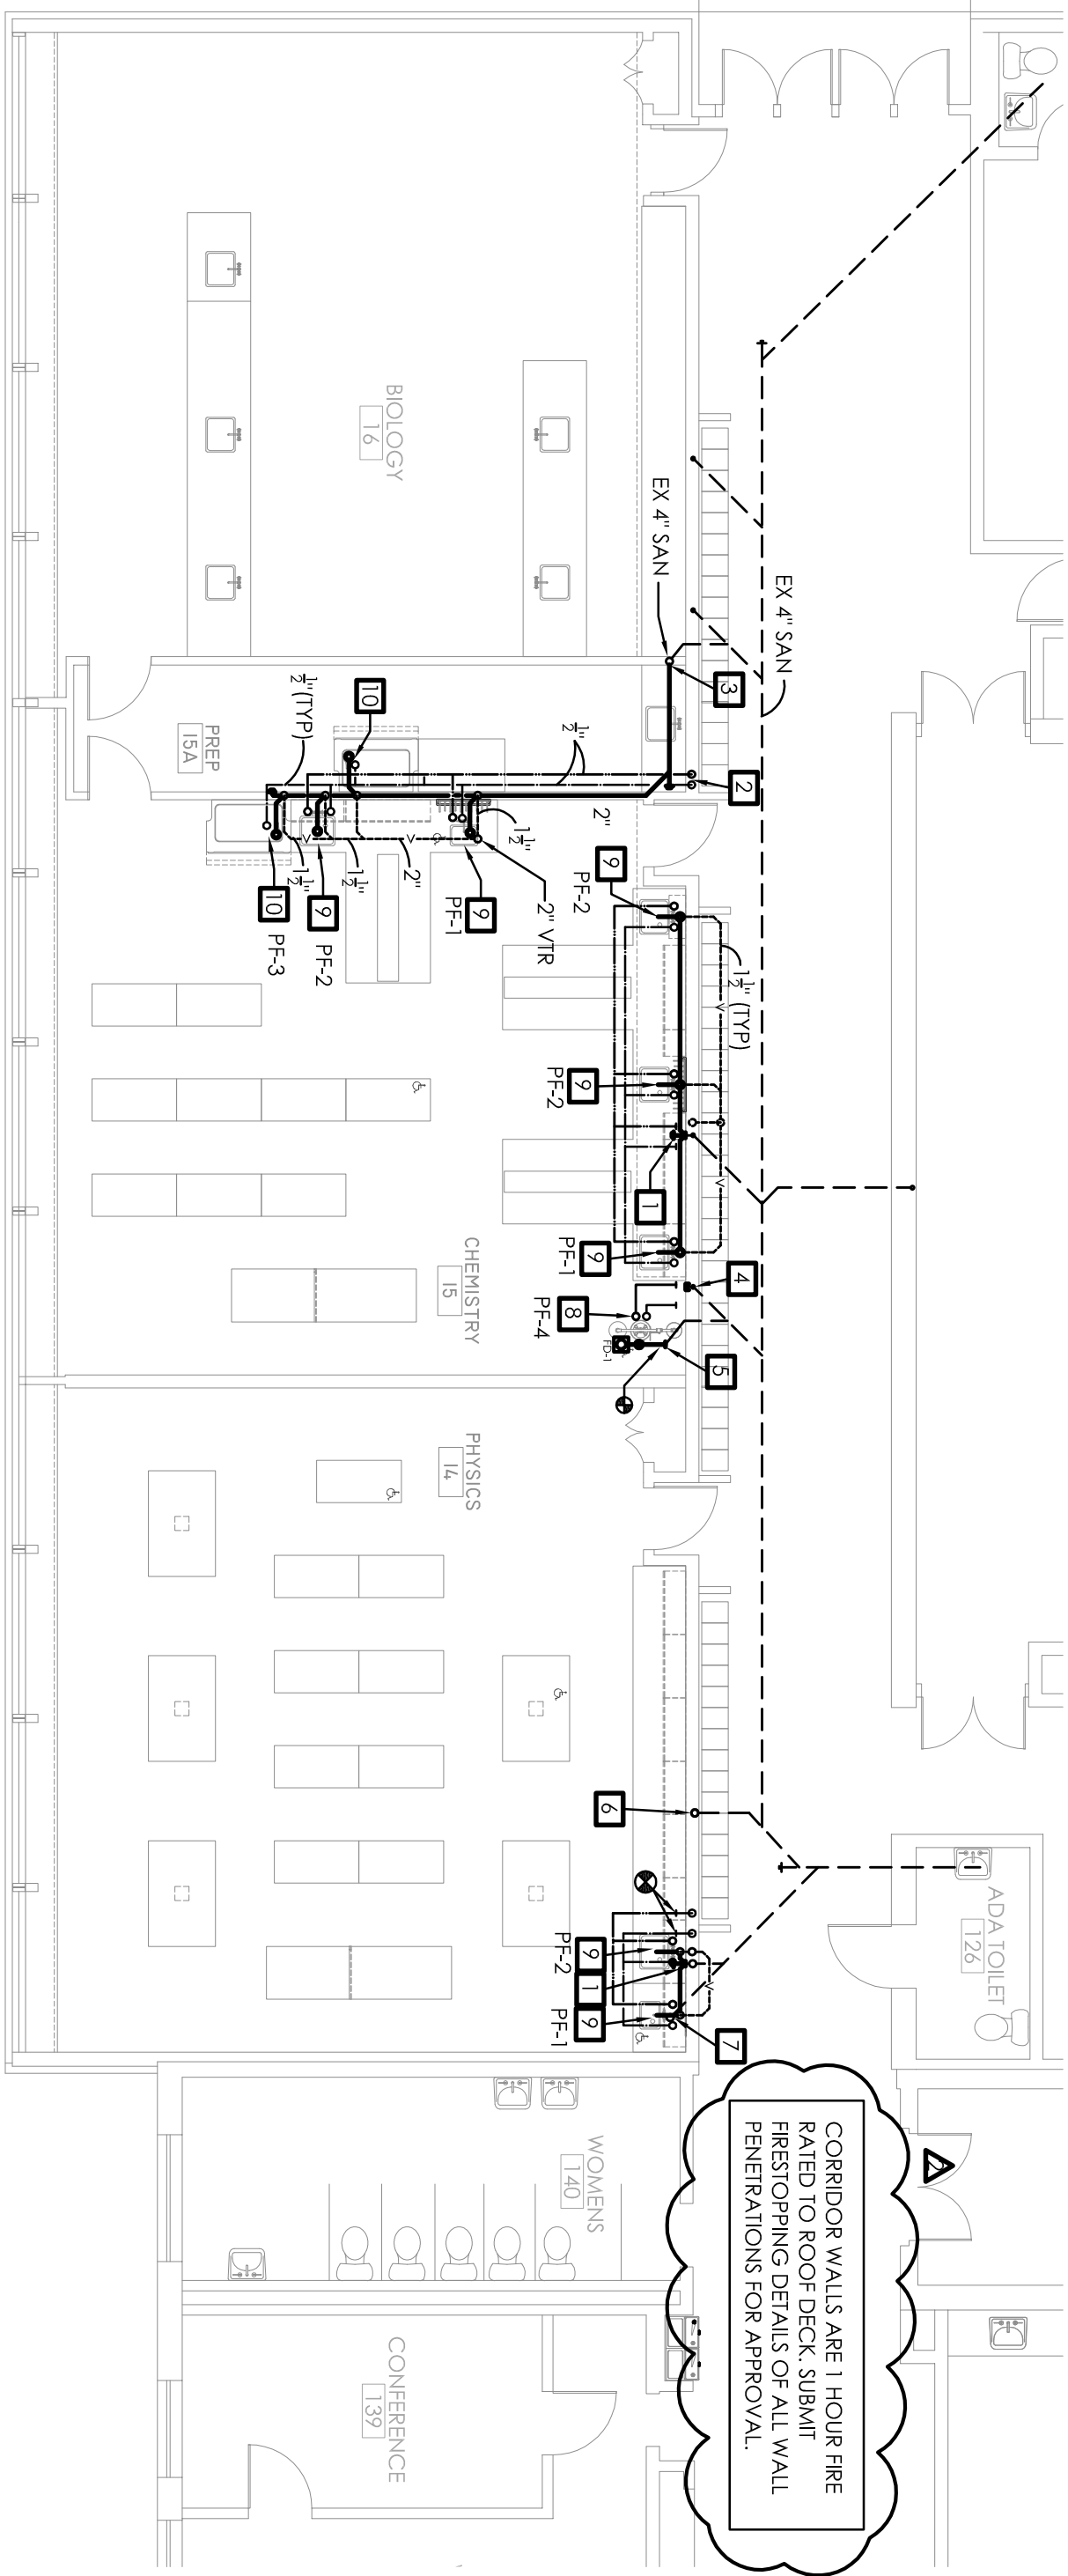 BIOLOGY
16
EX 4" SAN
EX 4" SAN
3
2
10
1/2" (TYP)
1/2"
PREP
15A
2"
1 1/2"
2" VTR
9
PF-1
2"
1 1/2"
9
PF-2
1 1/2"
10
PF-3
V
V
9
PF-2
1 1/2" (TYP)
V
9
PF-2
1
V
9
PF-1
4
8
PF-4
FD-1
5
CHEMISTRY
15
PHYSICS
14
6
9
PF-2
1
9
PF-1
V
7
ADA TOILET
126
2
CORRIDOR WALLS ARE 1 HOUR FIRE
RATED TO ROOF DECK. SUBMIT
FIRESTOPPING DETAILS OF ALL WALL
PENETRATIONS FOR APPROVAL.
WOMENS
140
CONFERENCE
139